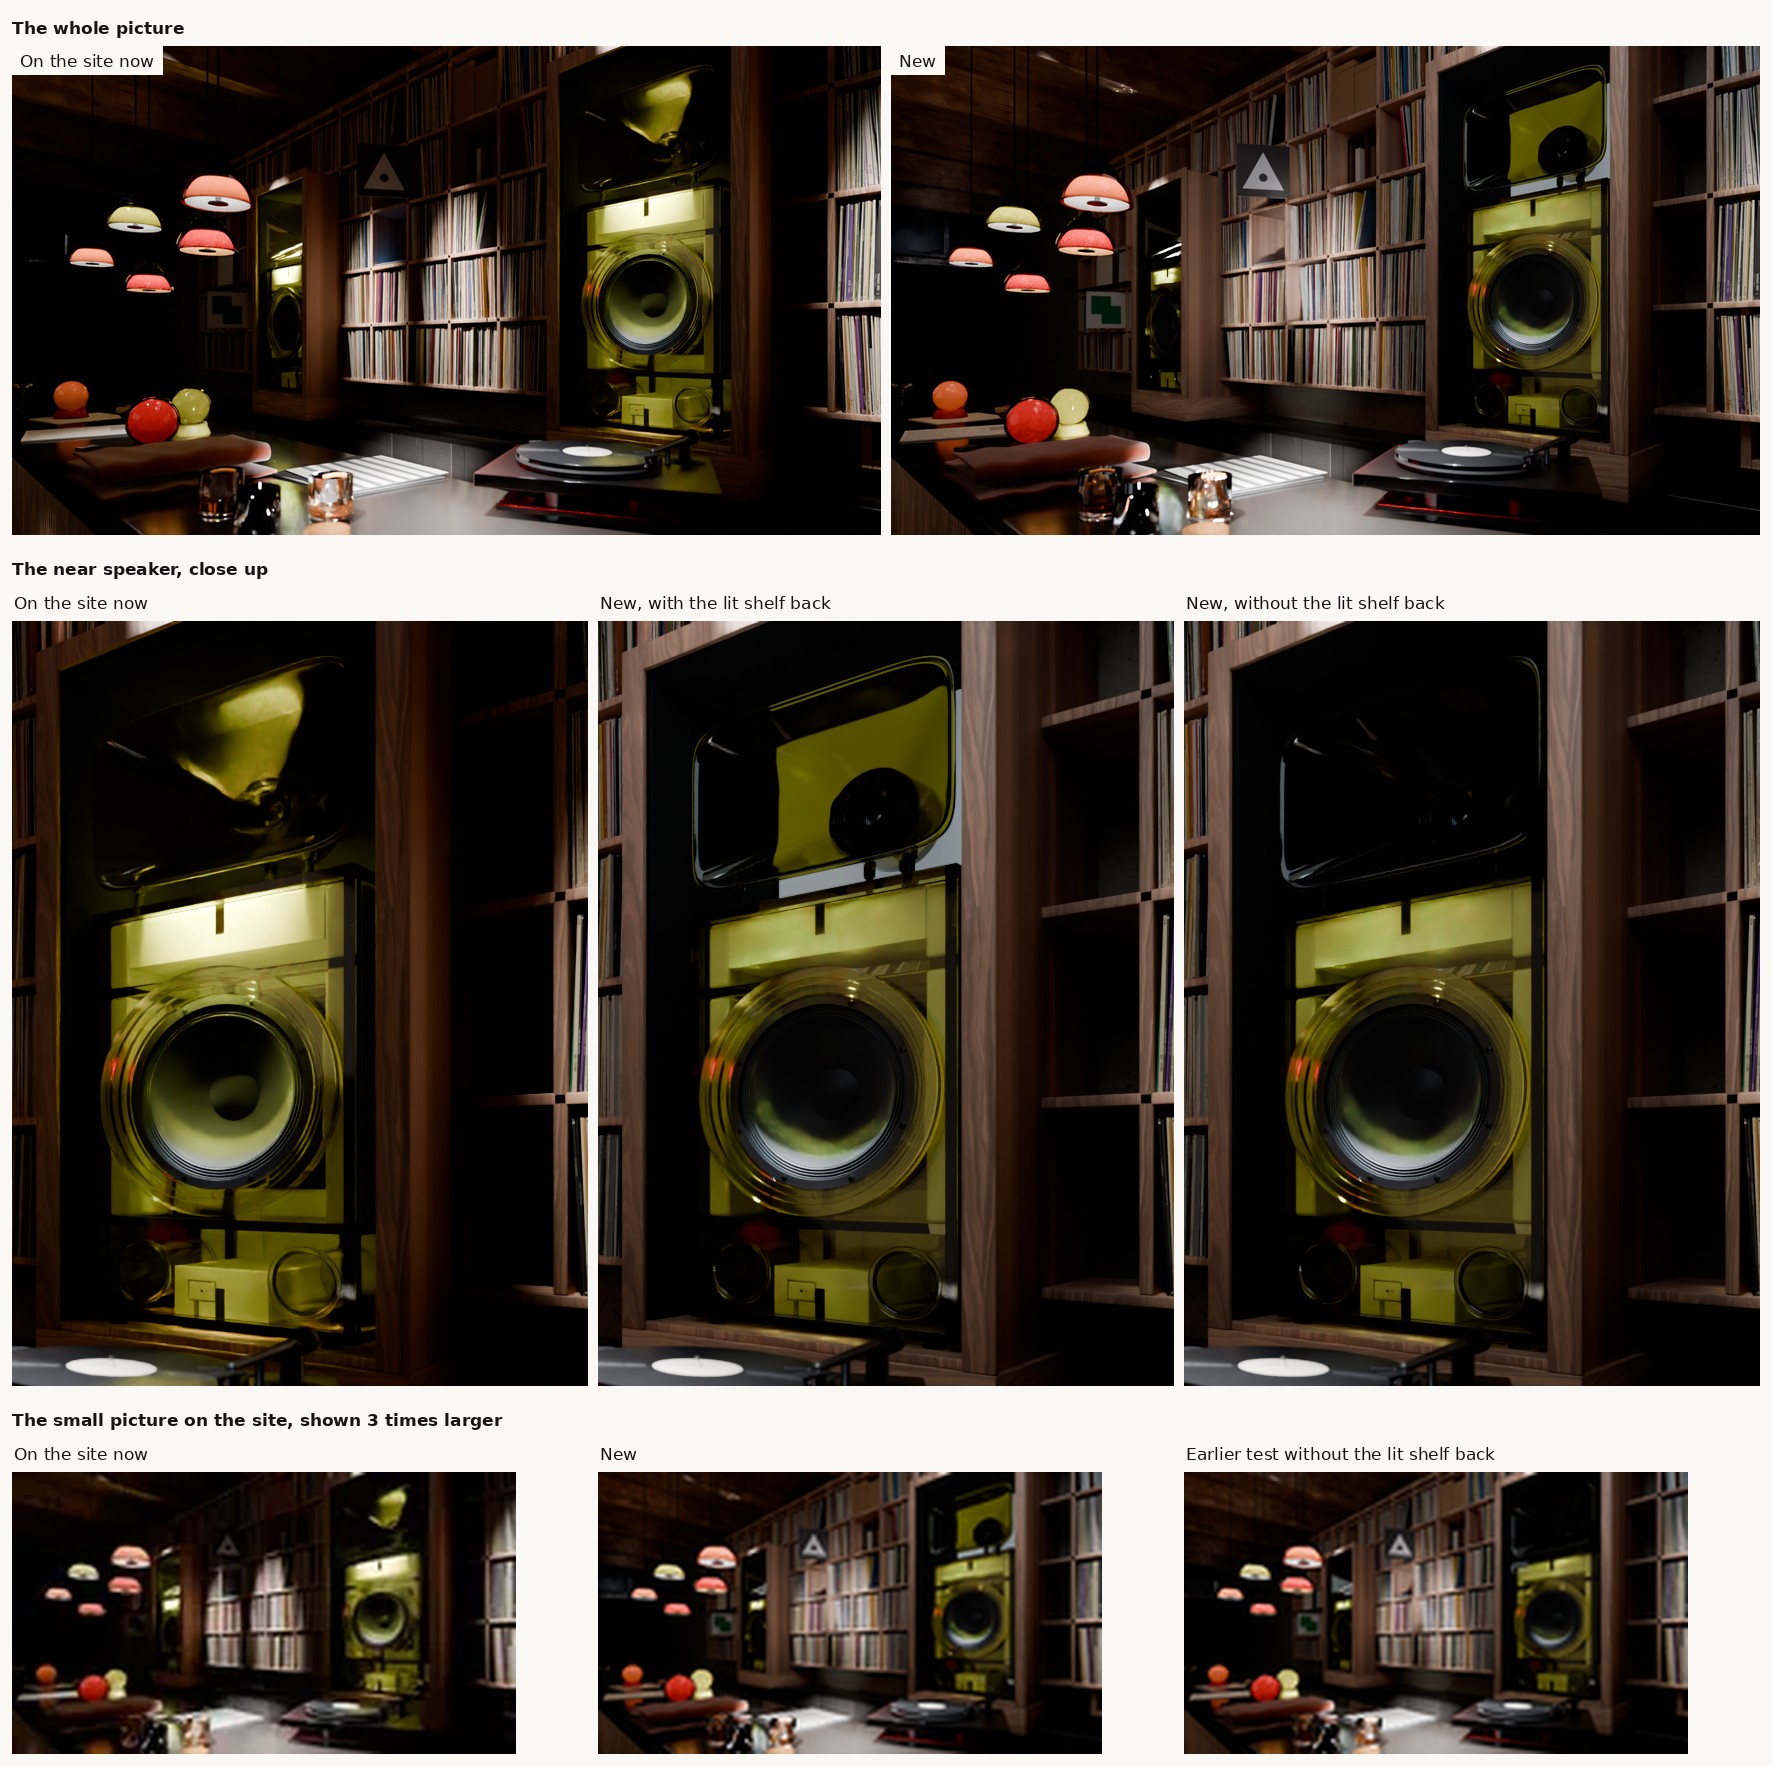 The whole picture
On the site now
New
The near speaker, close up
On the site now
New, with the lit shelf back
New, without the lit shelf back
The small picture on the site, shown 3 times larger
On the site now
New
Earlier test without the lit shelf back